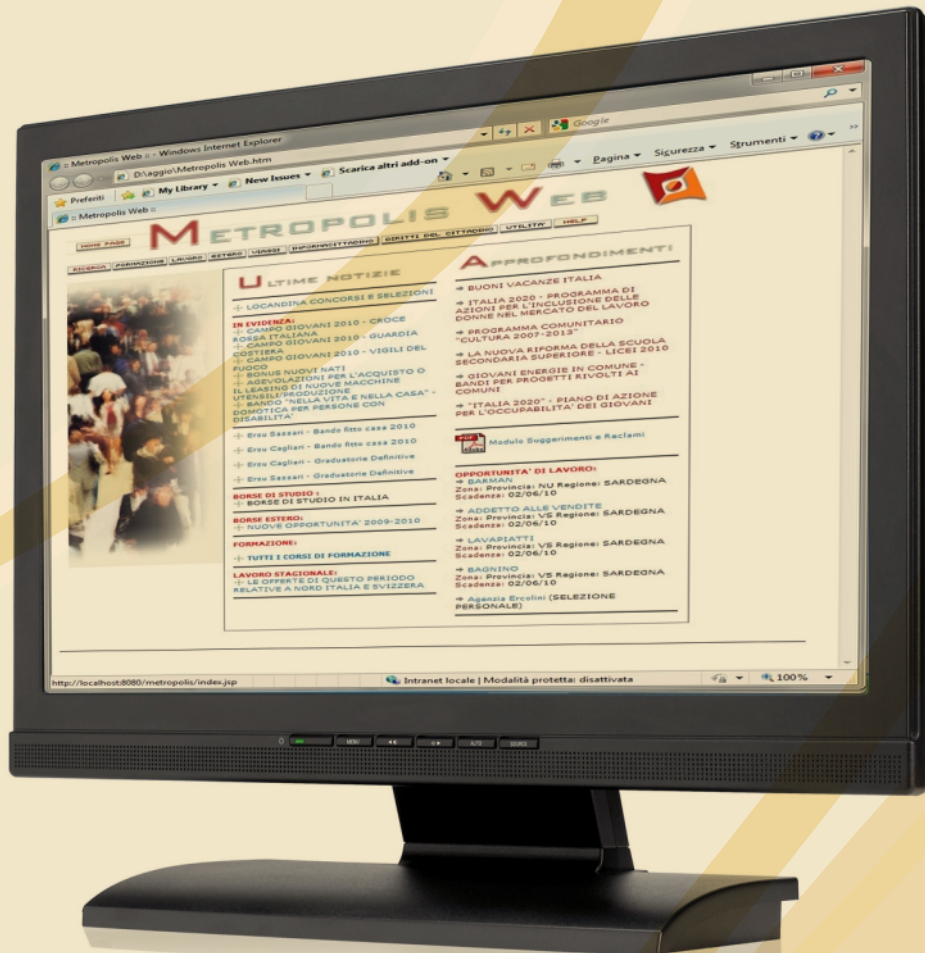 :: Metropolis Web :: - Windows Internet Explorer
D:\aggio\Metropolis Web.htm
Google
Preferiti
My Library
New Issues
Scarica altri add-on
Pagina
Sicurezza
Strumenti
:: Metropolis Web ::
METROPOLIS WEB
HOME PAGE
RICERCA FORMAZIONE LAVORO ESTERO VIAGGI INFORMACITTADINO DIRITTI DEL CITTADINO UTILITA' HELP
ULTIME NOTIZIE
LOCANDINA CONCORSI E SELEZIONI
IN EVIDENZA:
CAMPO GIOVANI 2010 - CROCE
ROSSA ITALIANA
CAMPO GIOVANI 2010 - GUARDIA
COSTIERA
CAMPO GIOVANI 2010 - VIGILI DEL
FUOCO
BONUS NUOVI NATI
AGEVOLAZIONI PER L'ACQUISTO O
IL LEASING DI NUOVE MACCHINE
UTENSILI/PRODUZIONE
BANDO "NELLA VITA E NELLA CASA" -
DOMOTICA PER PERSONE CON
DISABILITA'
Ersu Sassari - Bando fitto casa 2010
Ersu Cagliari - Bando fitto casa 2010
Ersu Cagliari - Graduatorie Definitive
Ersu Sassari - Graduatorie Definitive
BORSE DI STUDIO :
BORSE DI STUDIO IN ITALIA
BORSE ESTERO:
NUOVE OPPORTUNITA' 2009-2010
FORMAZIONE:
TUTTI I CORSI DI FORMAZIONE
LAVORO STAGIONALE:
LE OFFERTE DI QUESTO PERIODO
RELATIVE A NORD ITALIA E SVIZZERA
APPROFONDIMENTI
BUONI VACANZE ITALIA
ITALIA 2020 - PROGRAMMA DI
AZIONI PER L'INCLUSIONE DELLE
DONNE NEL MERCATO DEL LAVORO
PROGRAMMA COMUNITARIO
"CULTURA 2007-2013"
LA NUOVA RIFORMA DELLA SCUOLA
SECONDARIA SUPERIORE - LICEI 2010
GIOVANI ENERGIE IN COMUNE -
BANDI PER PROGETTI RIVOLTI AI
COMUNI
"ITALIA 2020" - PIANO DI AZIONE
PER L'OCCUPABILITA' DEI GIOVANI
PDF
Adobe
Modulo Suggerimenti e Reclami
OPPORTUNITA' DI LAVORO:
BARMAN
Zona: Provincia: NU Regione: SARDEGNA
Scadenza: 02/06/10
ADDETTO ALLE VENDITE
Zona: Provincia: VS Regione: SARDEGNA
Scadenza: 02/06/10
LAVAPIATTI
Zona: Provincia: VS Regione: SARDEGNA
Scadenza: 02/06/10
BAGNINO
Zona: Provincia: VS Regione: SARDEGNA
Scadenza: 02/06/10
Agenzia Ercolini (SELEZIONE
PERSONALE)
http://localhost:8080/metropolis/index.jsp
Intranet locale | Modalità protetta: disattivata
100%
MENU
AUTO
SOURCE